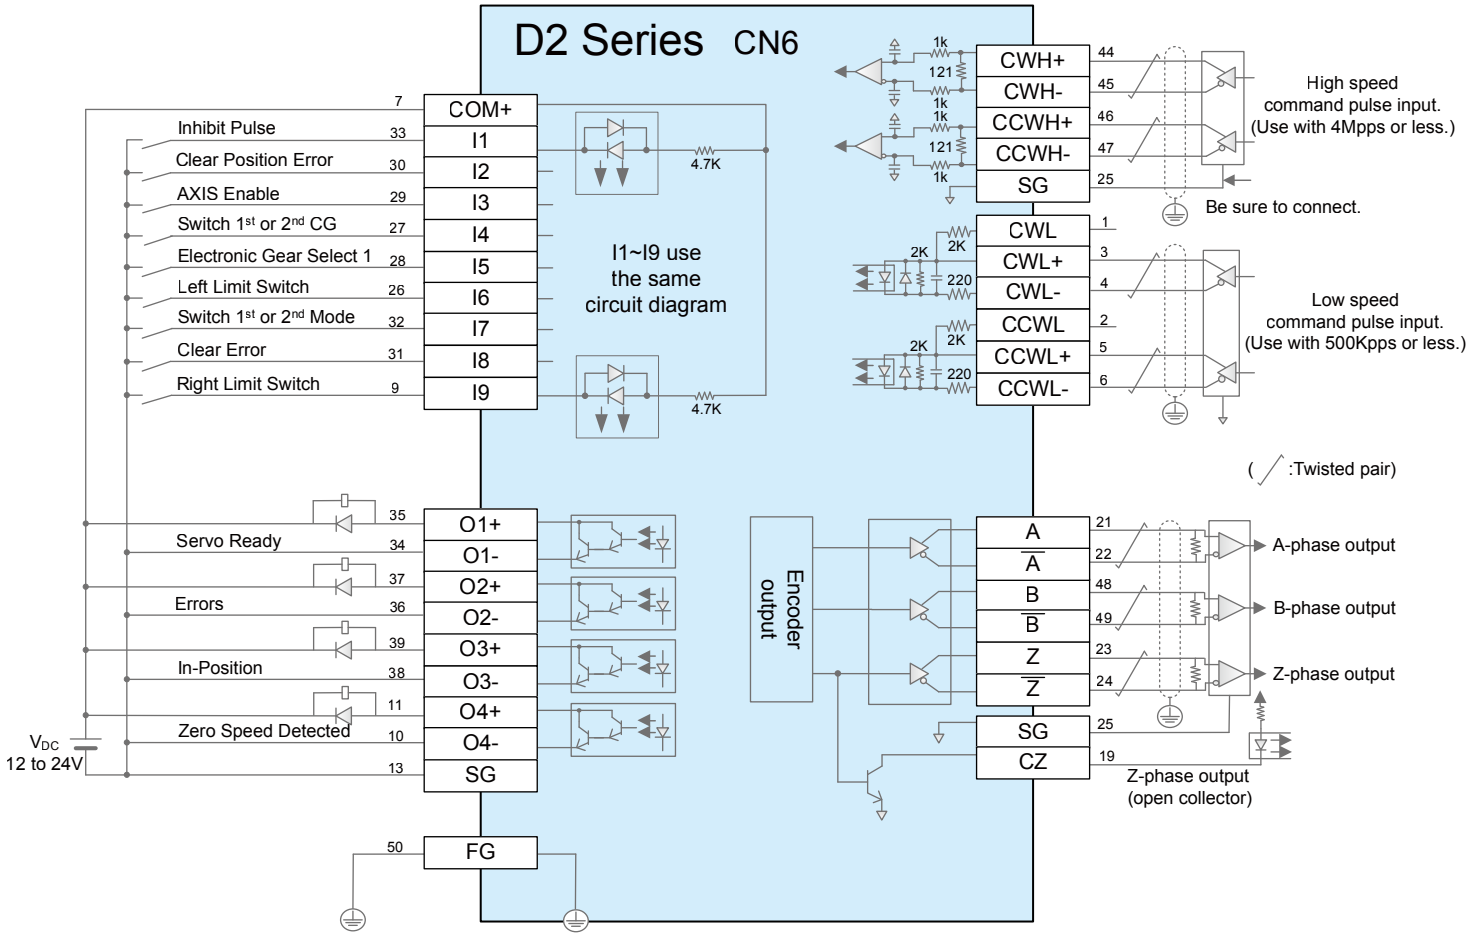 D2 Series CN6
7
COM+
Inhibit Pulse
33
I1
Clear Position Error
30
I2
AXIS Enable
29
I3
Switch 1st or 2nd CG
27
I4
Electronic Gear Select 1
28
I5
Left Limit Switch
26
I6
Switch 1st or 2nd Mode
32
I7
Clear Error
31
I8
Right Limit Switch
9
I9
4.7K
I1~I9 use
the same
circuit diagram
4.7K
35
O1+
Servo Ready
34
O1-
37
O2+
Errors
36
O2-
39
O3+
In-Position
38
O3-
11
O4+
Zero Speed Detected
10
O4-
VDC
12 to 24V
13
SG
50
FG
1k
121
1k
1k
121
1k
CWH+
44
CWH-
45
CCWH+
46
CCWH-
47
SG
25
High speed
command pulse input.
(Use with 4Mpps or less.)
Be sure to connect.
2K
2K
220
2K
2K
220
CWL
1
CWL+
3
CWL-
4
CCWL
2
CCWL+
5
CCWL-
6
Low speed
command pulse input.
(Use with 500Kpps or less.)
( :Twisted pair)
Encoder
output
A
21
A
22
B
48
B
49
Z
23
Z
24
SG
25
CZ
19
A-phase output
B-phase output
Z-phase output
Z-phase output
(open collector)